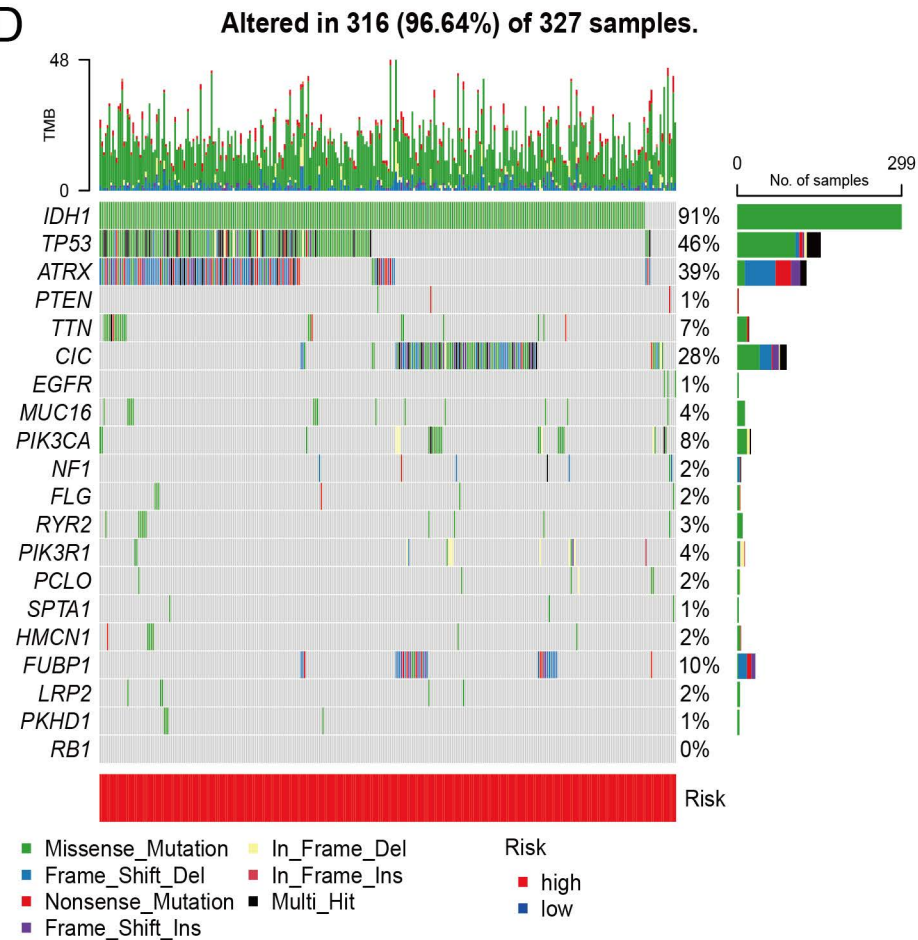 D
Altered in 316 (96.64%) of 327 samples.
48
TMB
0
0 299
No. of samples
IDH1 91%
TP53 46%
ATRX 39%
PTEN 1%
TTN 7%
CIC 28%
EGFR 1%
MUC16 4%
PIK3CA 8%
NF1 2%
FLG 2%
RYR2 3%
PIK3R1 4%
PCLO 2%
SPTA1 1%
HMCN1 2%
FUBP1 10%
LRP2 2%
PKHD1 1%
RB1 0%
Risk
Missense_Mutation
Frame_Shift_Del
Nonsense_Mutation
Frame_Shift_Ins
In_Frame_Del
In_Frame_Ins
Multi_Hit
Risk
high
low